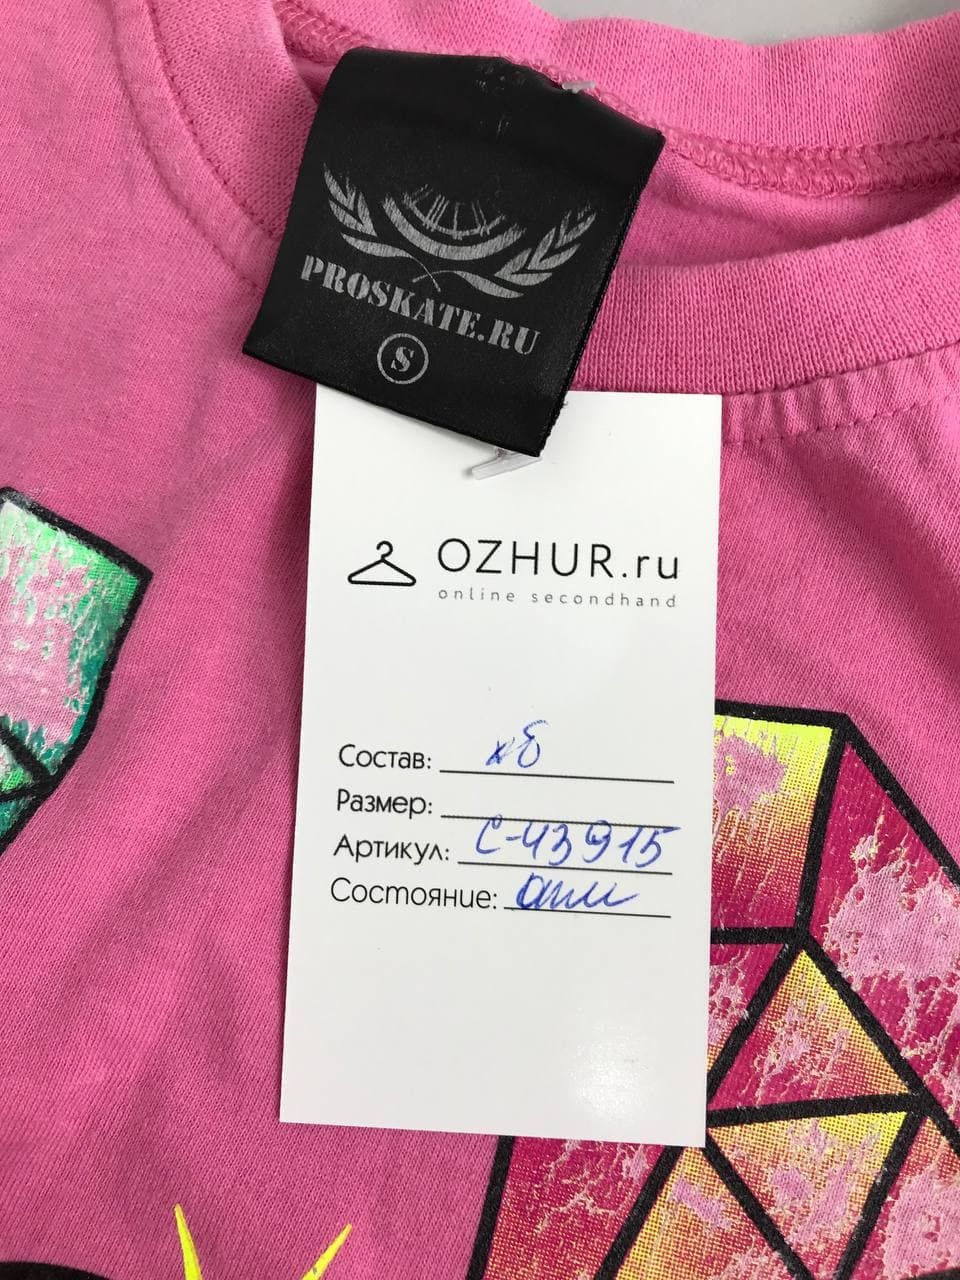 PROSKATE.RU
S
OZHUR.ru
online secondhand
Состав: хб
Размер:
Артикул: С-43915
Состояние: отл